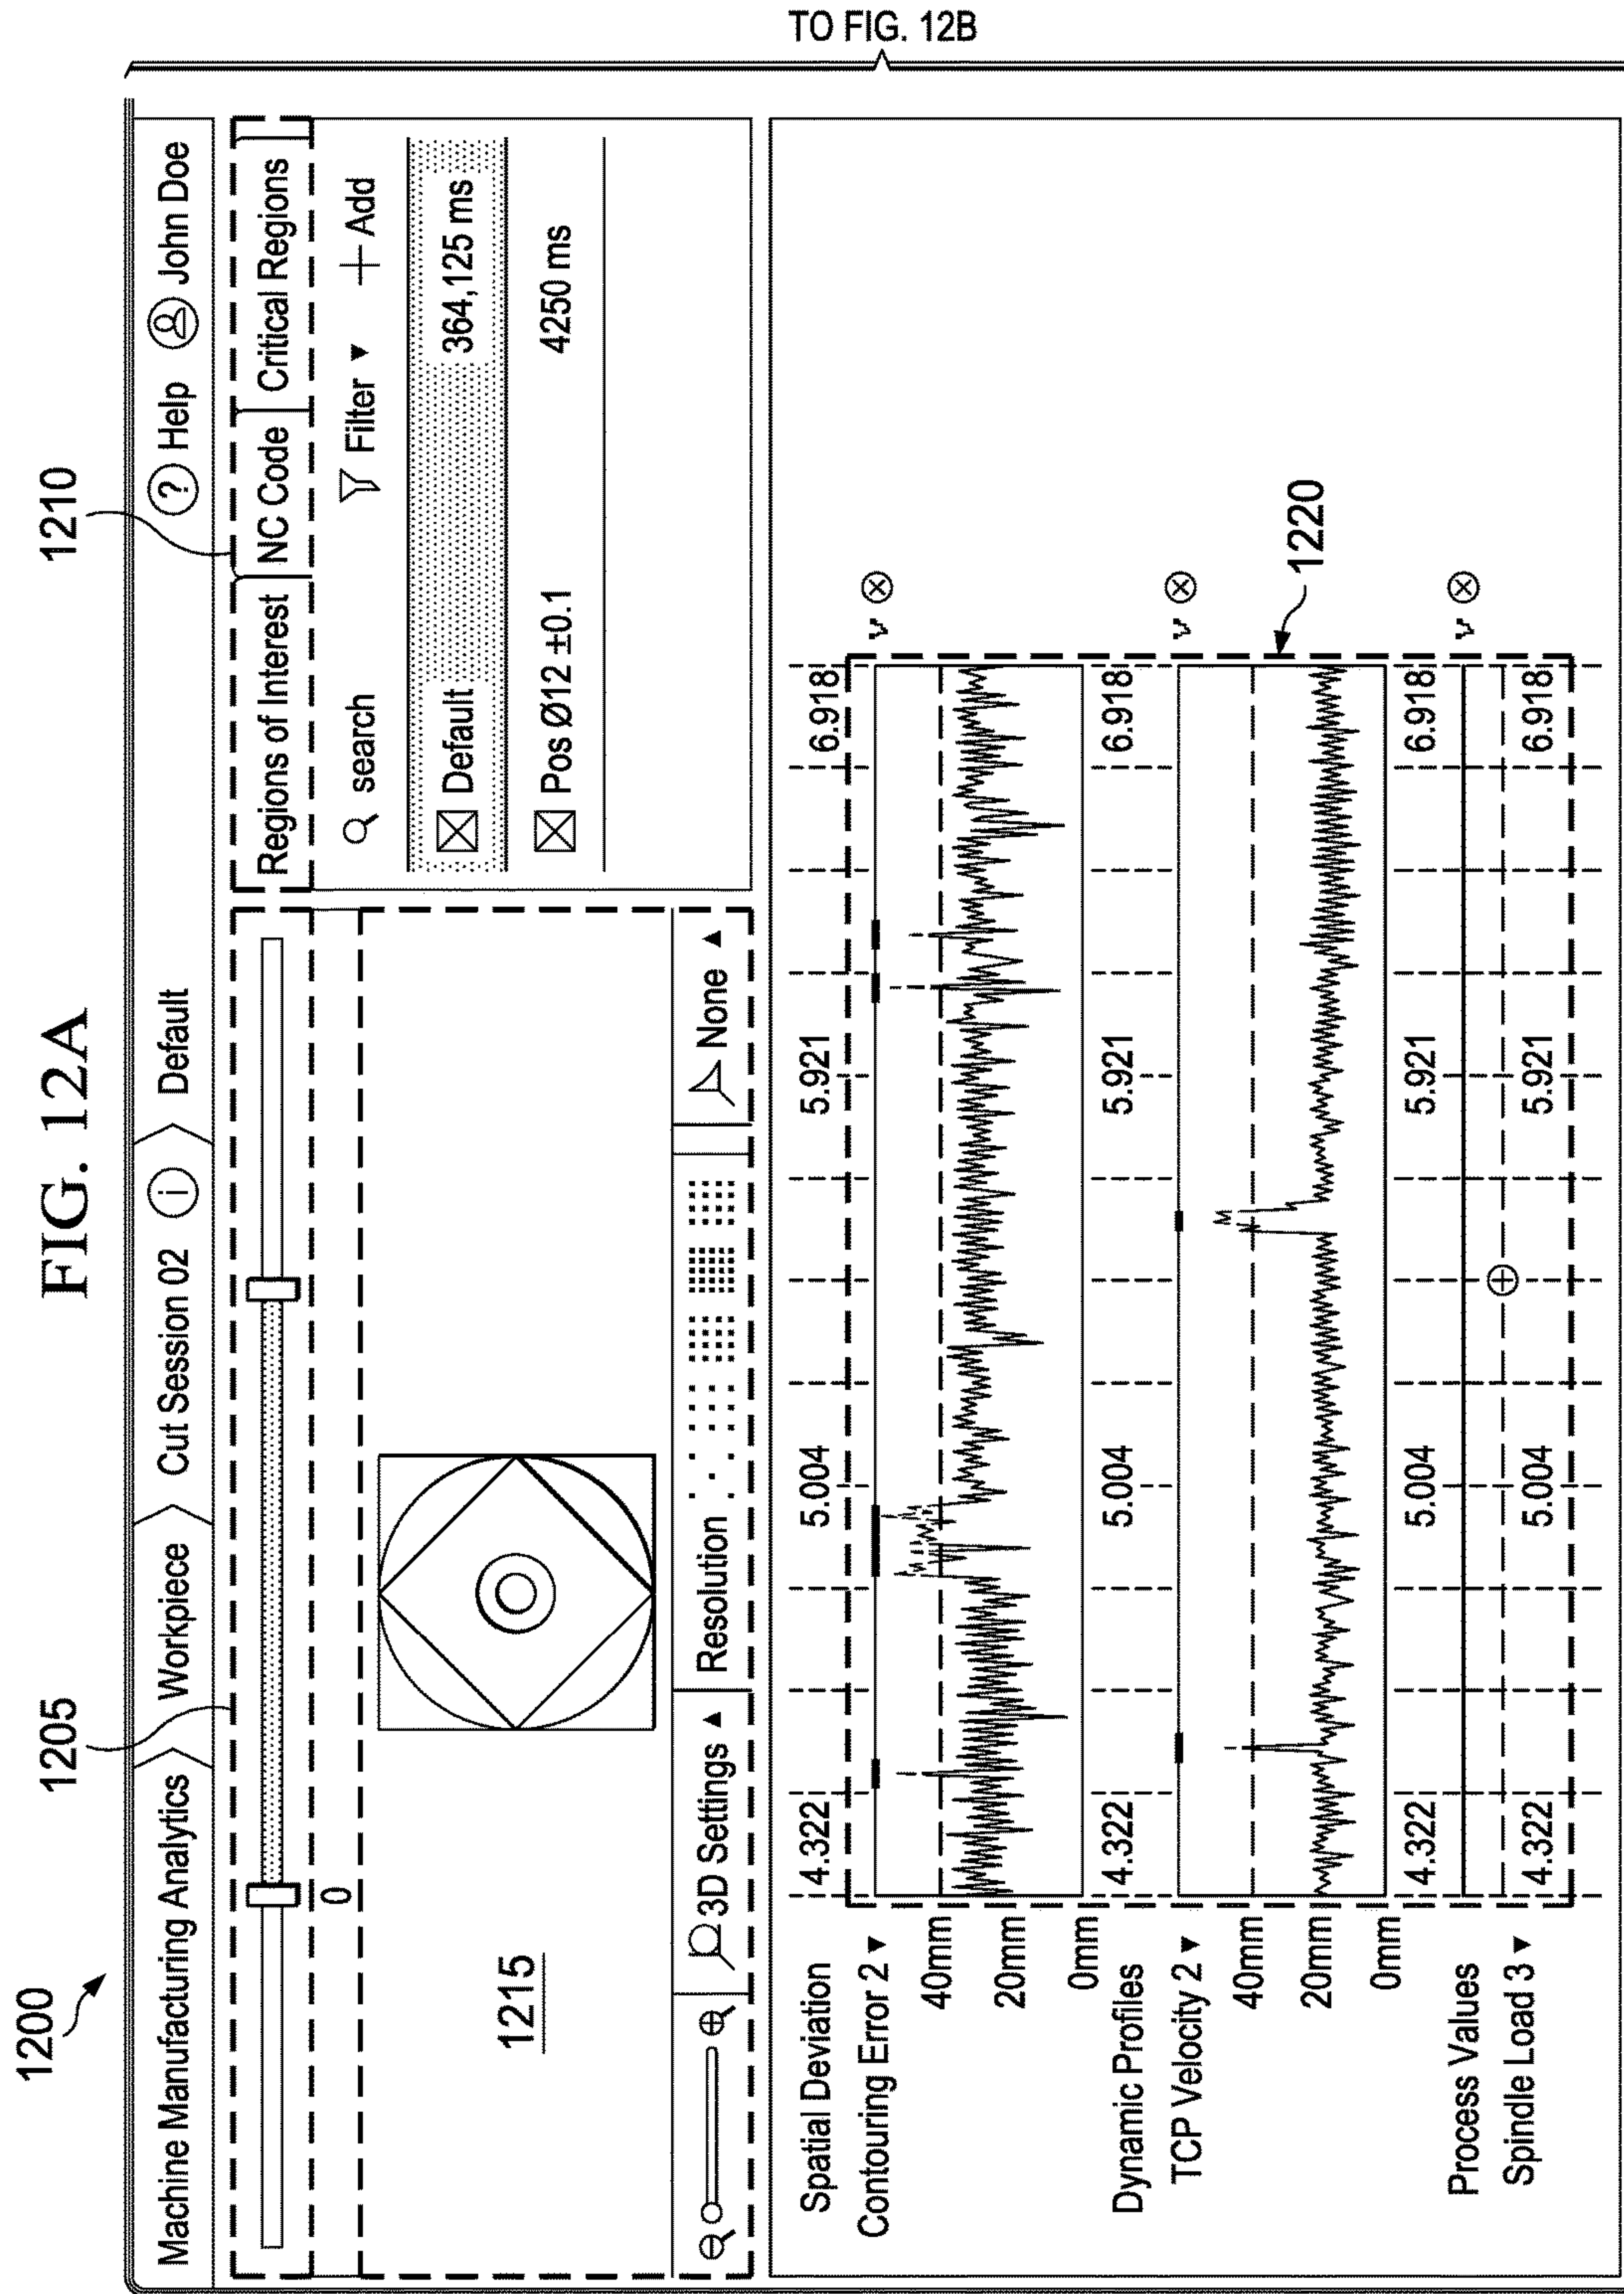 FIG. 12A
1200
1205
1210
Machine Manufacturing Analytics
Workpiece
Cut Session 02
i
Default
? Help
John Doe
Regions of Interest
NC Code
Critical Regions
0
search
Filter ▼
+ Add
Default
364,125 ms
Pos Ø12 ±0.1
4250 ms
1215
3D Settings ▲
Resolution
None ▲
Spatial Deviation
4.322 5.004 5.921 6.918
Contouring Error 2 ▼
40mm
20mm
0mm
Dynamic Profiles
4.322 5.004 5.921 6.918
TCP Velocity 2 ▼
40mm
20mm
0mm
1220
Process Values
4.322 5.004 5.921 6.918
Spindle Load 3 ▼
4.322 5.004 5.921 6.918
TO FIG. 12B